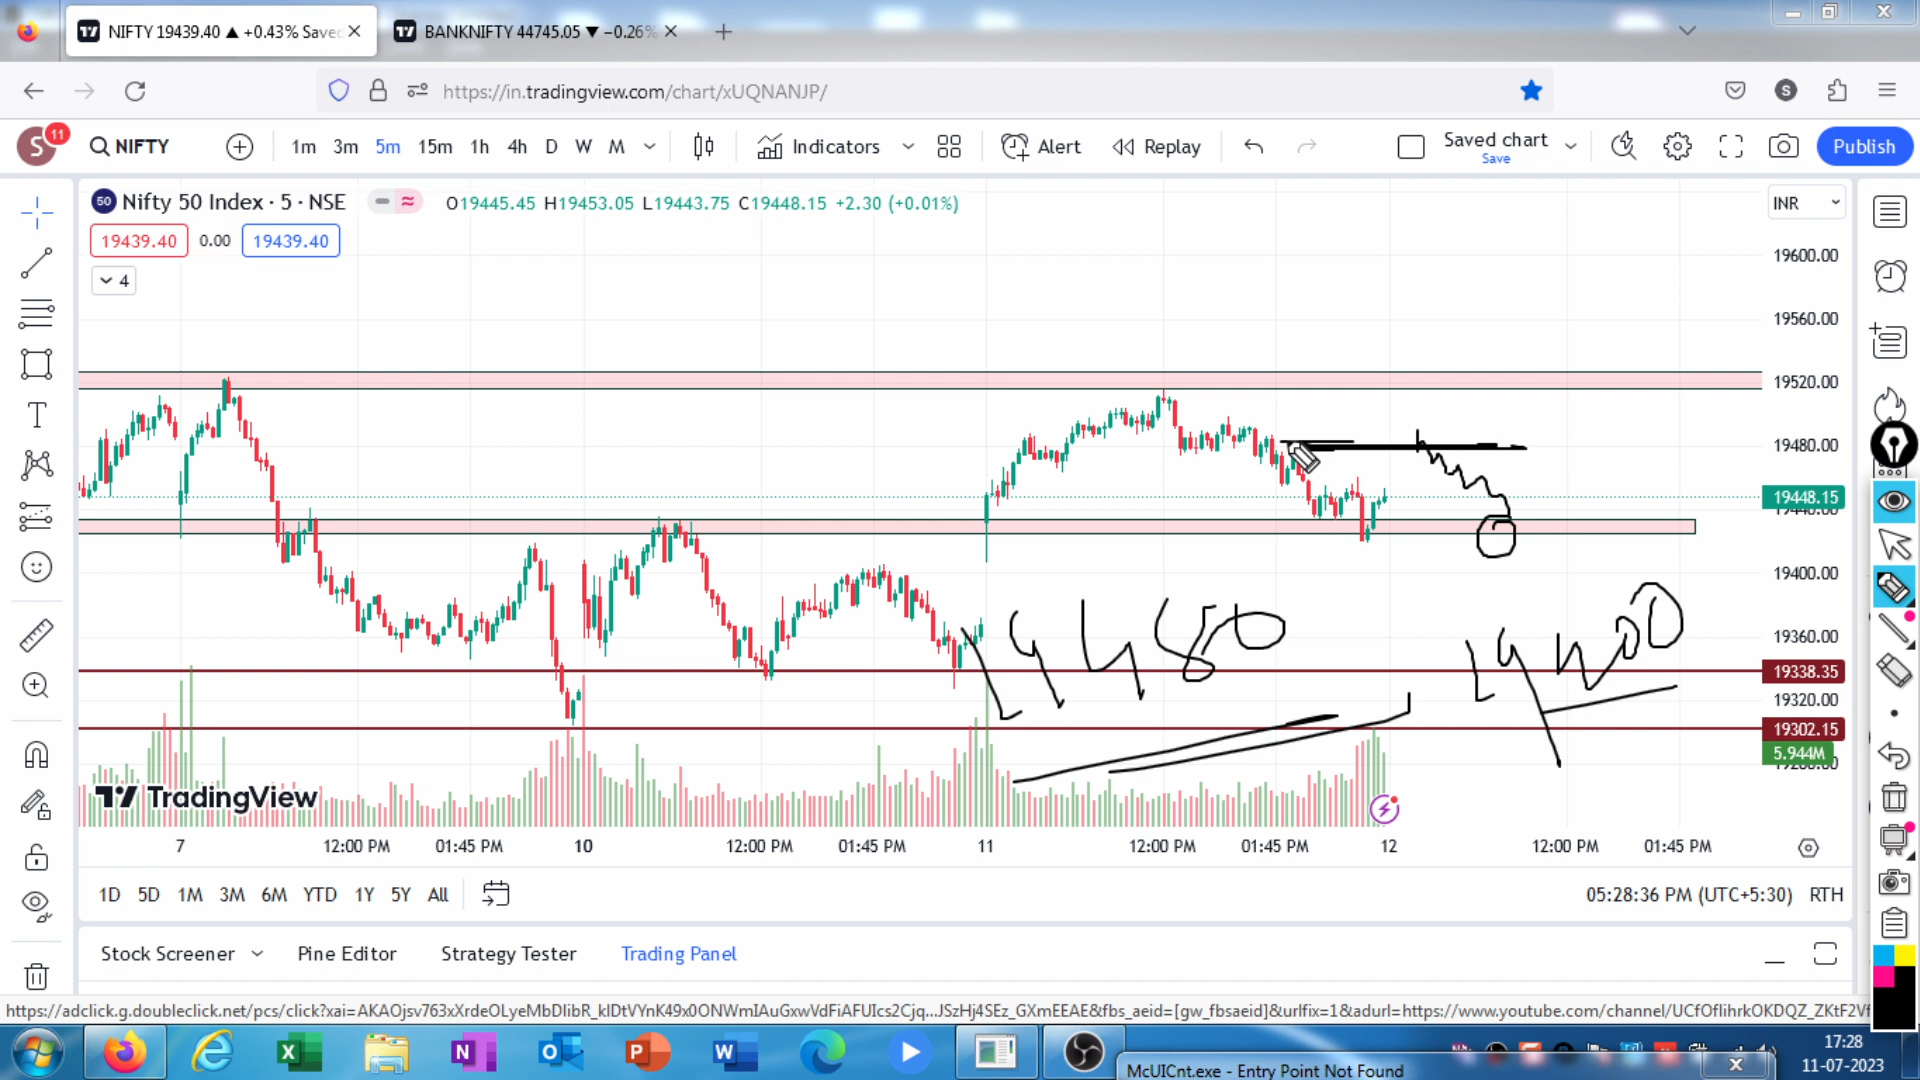 NIFTY 19439.40 ▲ +0.43% Save
BANKNIFTY 44745.05 ▼ −0.26%
https://in.tradingview.com/chart/xUQNANJP/
S
S 11
NIFTY
1m 3m 5m 15m 1h 4h D W M
Indicators
Alert
Replay
Saved chart
Save
Publish
50 Nifty 50 Index · 5 · NSE
O19445.45 H19453.05 L19443.75 C19448.15 +2.30 (+0.01%)
INR
19439.40 0.00 19439.40
4
19600.00
19560.00
19520.00
19480.00
19448.15
19400.00
19360.00
19338.35
19320.00
19302.15
5.944M
19480
19400
TradingView
7 12:00 PM 01:45 PM 10 12:00 PM 01:45 PM 11 12:00 PM 01:45 PM 12 12:00 PM 01:45 PM
1D 5D 1M 3M 6M YTD 1Y 5Y All
05:28:36 PM (UTC+5:30) RTH
Stock Screener Pine Editor Strategy Tester Trading Panel
17:28
McUICnt.exe - Entry Point Not Found
11-07-2023